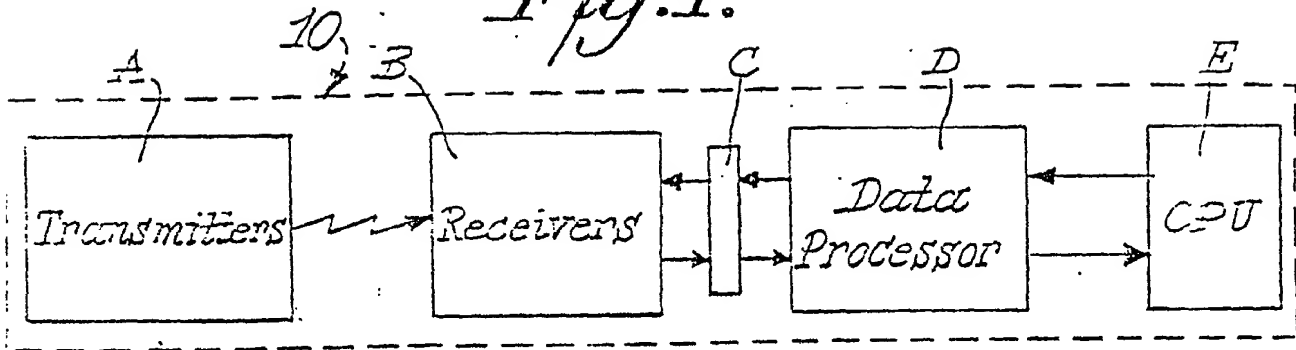 Fig.1.
10
A B C D E
Transmitters Receivers Data Processor CPU